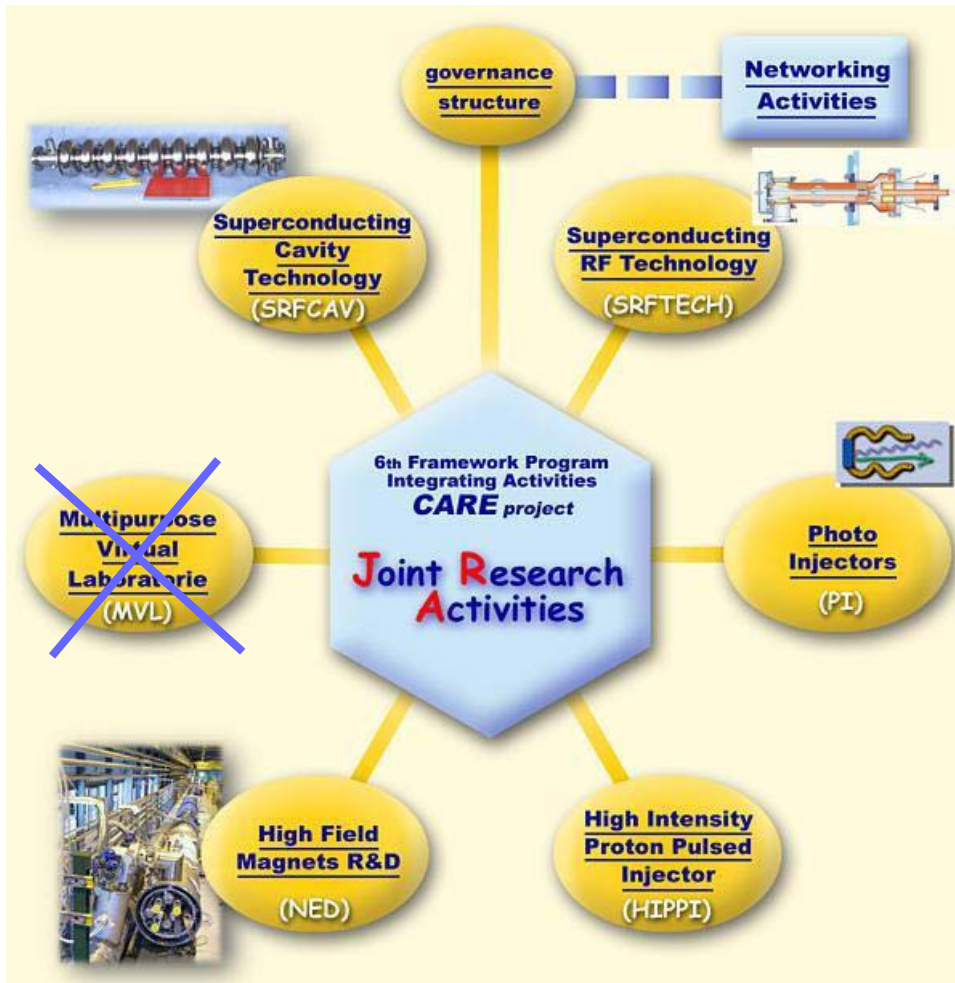 governance
structure
Networking
Activities
Superconducting
Cavity
Technology
(SRFCAV)
Superconducting
RF Technology
(SRFTECH)
6th Framework Program
Integrating Activities
CARE project
Joint Research
Activities
Multipurpose
Virtual
Laboratorie
(MVL)
Photo
Injectors
(PI)
High Field
Magnets R&D
(NED)
High Intensity
Proton Pulsed
Injector
(HIPPI)